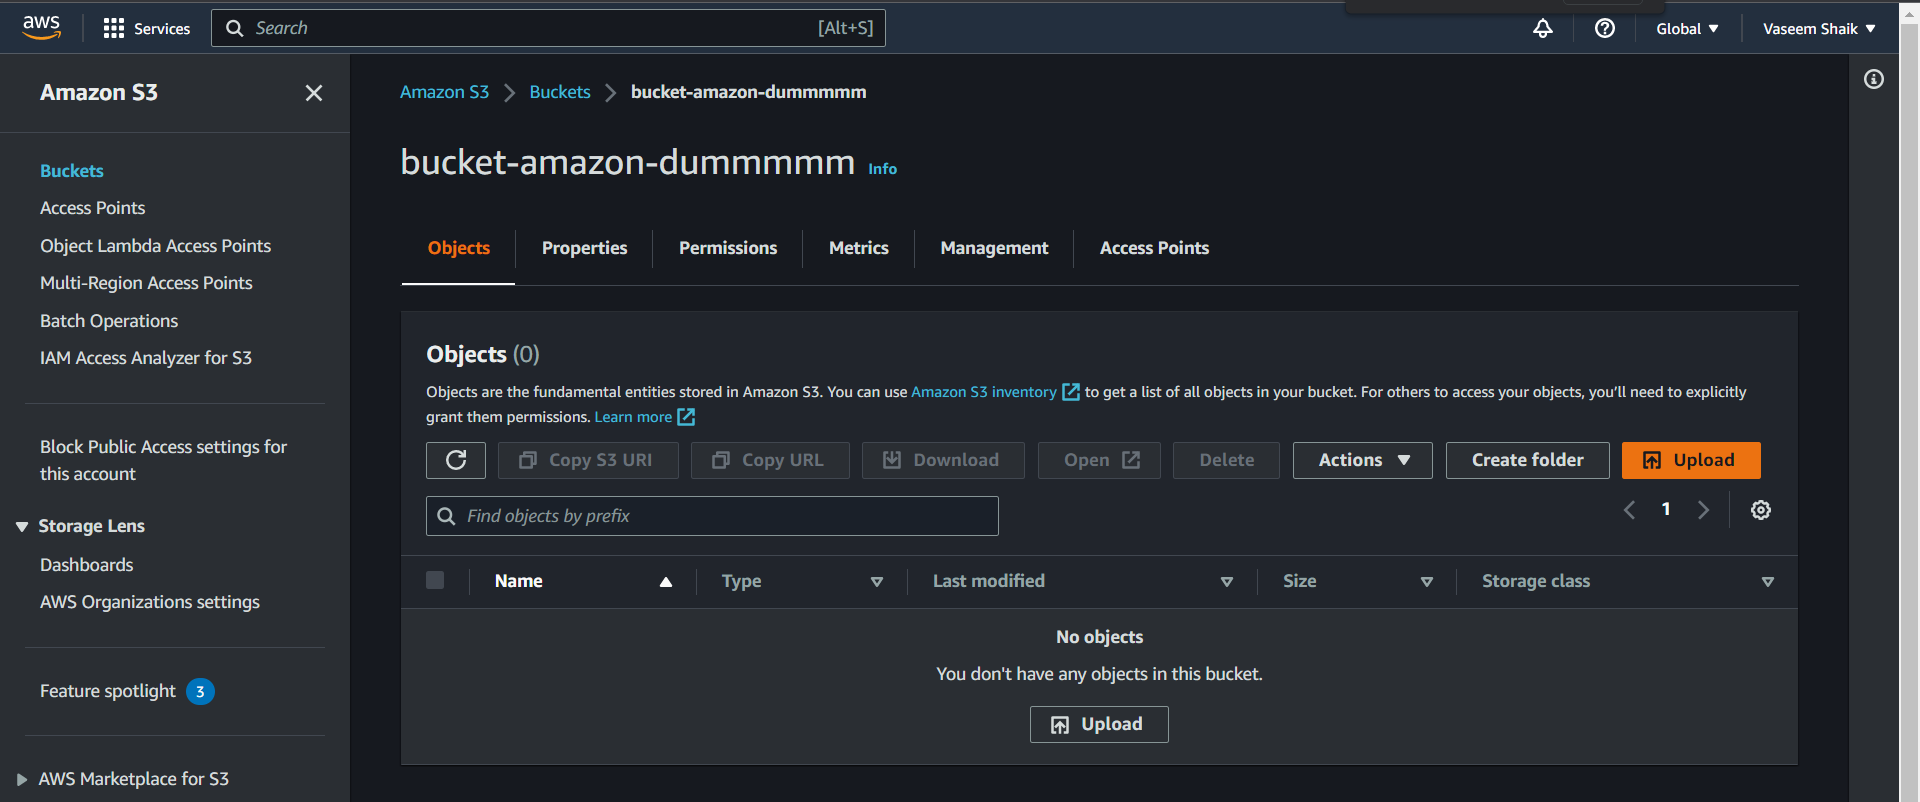 aws
Services
Search
[Alt+S]
Global
Vaseem Shaik
Amazon S3
Buckets
Access Points
Object Lambda Access Points
Multi-Region Access Points
Batch Operations
IAM Access Analyzer for S3
Block Public Access settings for
this account
Storage Lens
Dashboards
AWS Organizations settings
Feature spotlight 3
AWS Marketplace for S3
Amazon S3 > Buckets > bucket-amazon-dummmmm
bucket-amazon-dummmmm Info
Objects
Properties
Permissions
Metrics
Management
Access Points
Objects (0)
Objects are the fundamental entities stored in Amazon S3. You can use Amazon S3 inventory to get a list of all objects in your bucket. For others to access your objects, you’ll need to explicitly
grant them permissions. Learn more
Copy S3 URI
Copy URL
Download
Open
Delete
Actions
Create folder
Upload
Find objects by prefix
1
Name
Type
Last modified
Size
Storage class
No objects
You don't have any objects in this bucket.
Upload